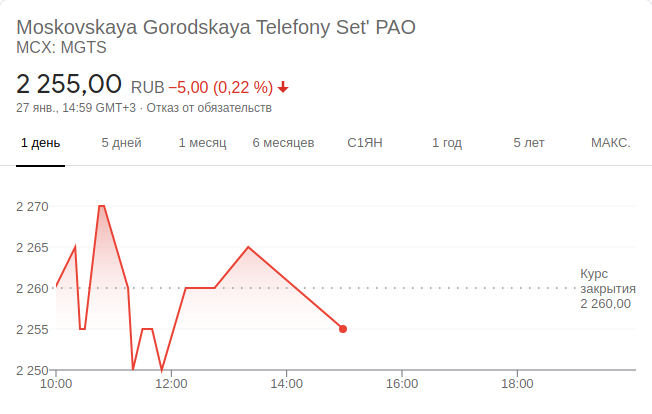 Moskovskaya Gorodskaya Telefony Set' PAO
MCX: MGTS
2 255,00 RUB −5,00 (0,22 %)
27 янв., 14:59 GMT+3 · Отказ от обязательств
1 день 5 дней 1 месяц 6 месяцев С1ЯН 1 год 5 лет МАКС.
2 270
2 265
2 260
2 255
2 250
Курс
закрытия
2 260,00
10:00 12:00 14:00 16:00 18:00